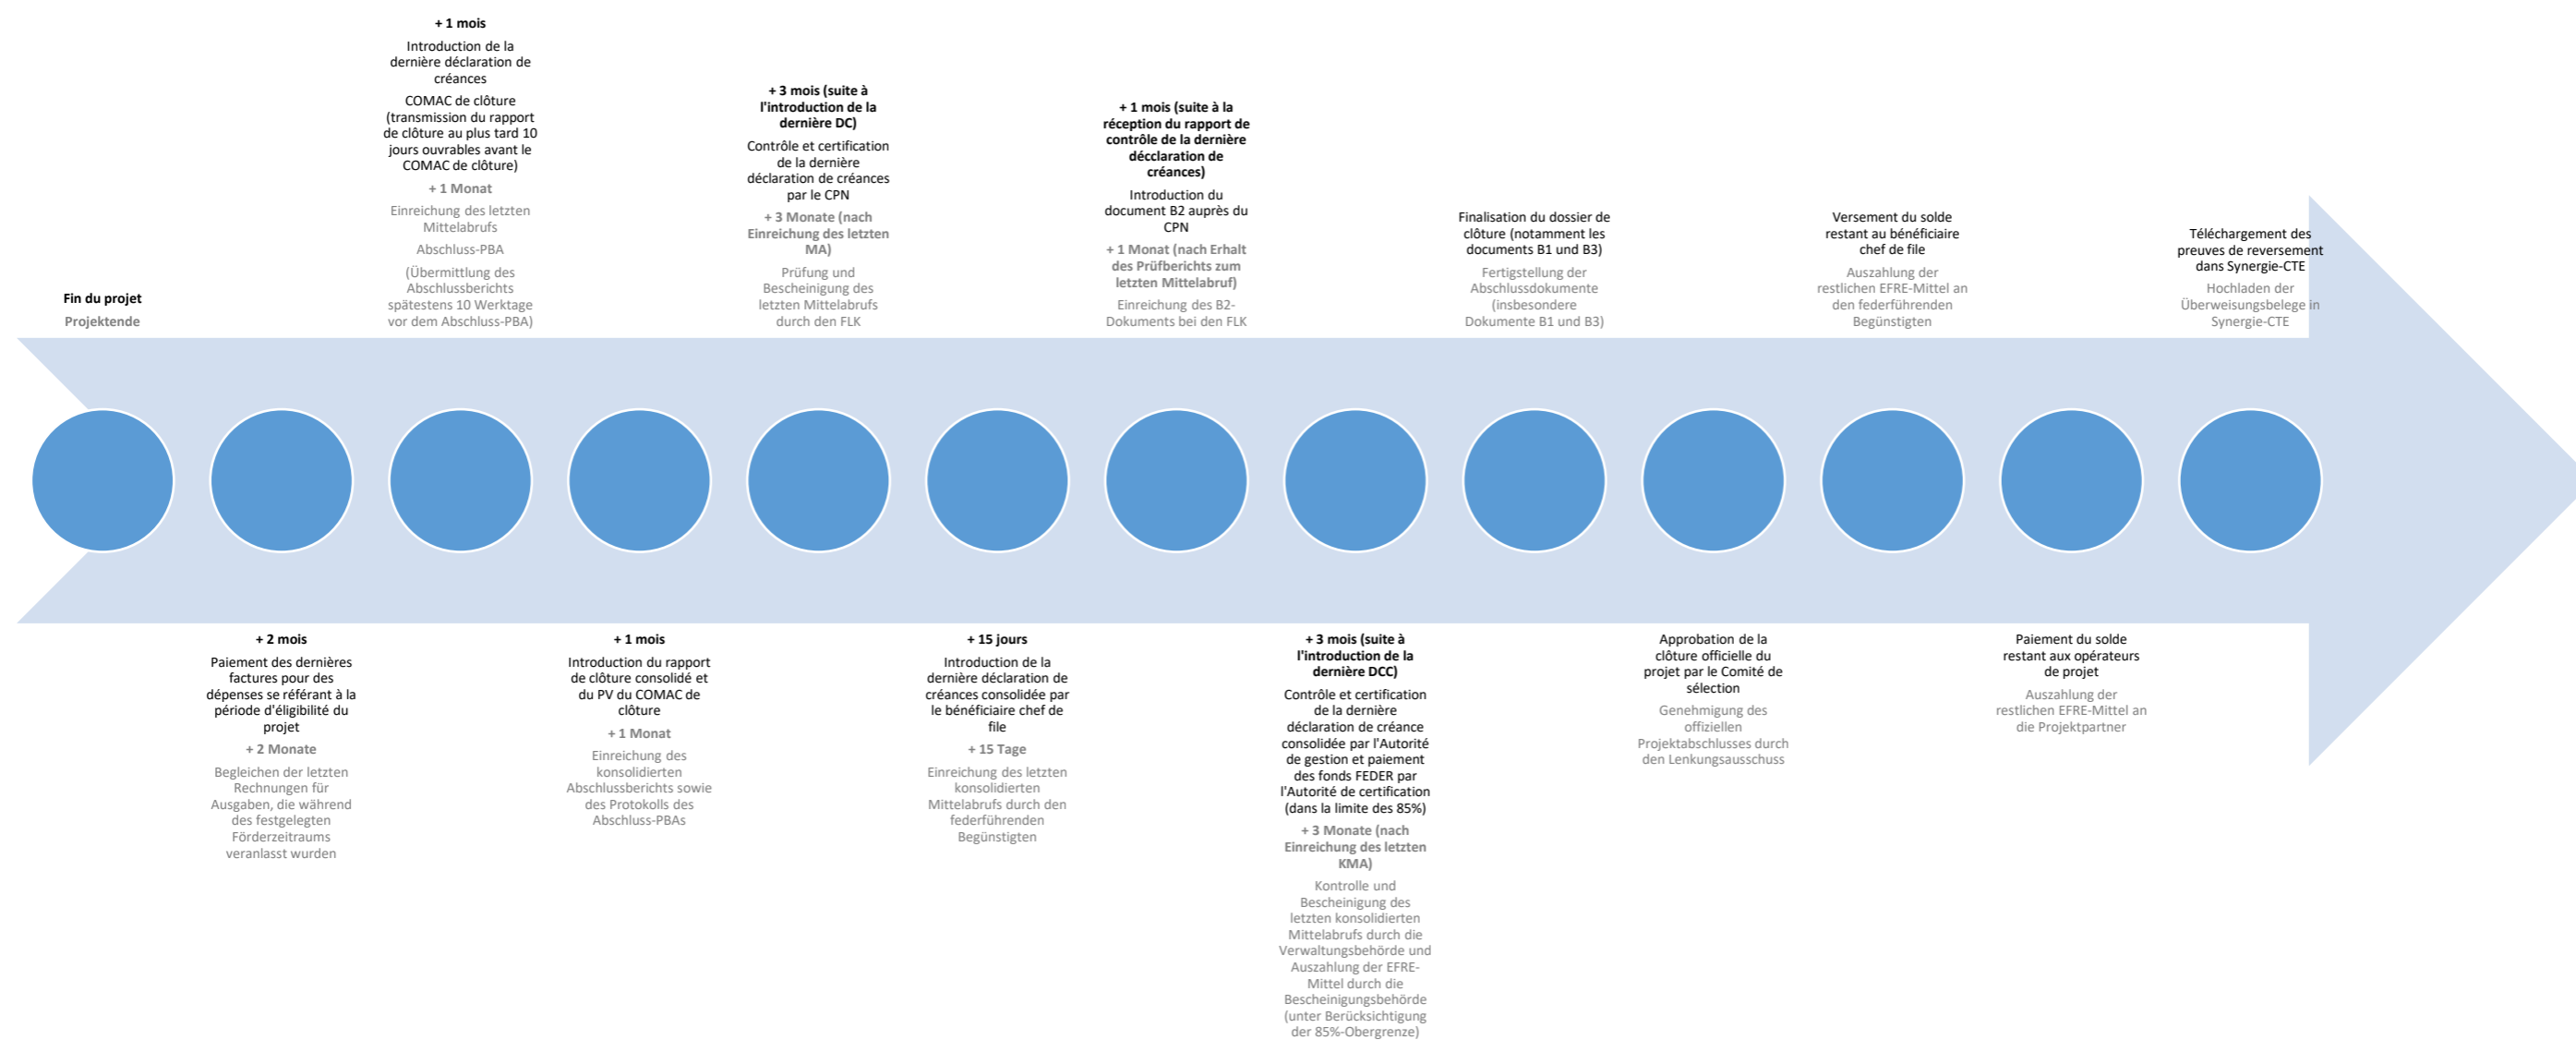 Fin du projet
Projektende
+ 2 mois
Paiement des dernières
factures pour des
dépenses se référant à la
période d'éligibilité du
projet
+ 2 Monate
Begleichen der letzten
Rechnungen für
Ausgaben, die während
des festgelegten
Förderzeitraums
veranlasst wurden
+ 1 mois
Introduction de la
dernière déclaration de
créances
COMAC de clôture
(transmission du rapport
de clôture au plus tard 10
jours ouvrables avant le
COMAC de clôture)
+ 1 Monat
Einreichung des letzten
Mittelabrufs
Abschluss-PBA
(Übermittlung des
Abschlussberichts
spätestens 10 Werktage
vor dem Abschluss-PBA)
+ 1 mois
Introduction du rapport
de clôture consolidé et
du PV du COMAC de
clôture
+ 1 Monat
Einreichung des
konsolidierten
Abschlussberichts sowie
des Protokolls des
Abschluss-PBAs
+ 3 mois (suite à
l'introduction de la
dernière DC)
Contrôle et certification
de la dernière
déclaration de créances
par le CPN
+ 3 Monate (nach
Einreichung des letzten
MA)
Prüfung und
Bescheinigung des
letzten Mittelabrufs
durch den FLK
+ 15 jours
Introduction de la
dernière déclaration de
créances consolidée par
le bénéficiaire chef de
file
+ 15 Tage
Einreichung des letzten
konsolidierten
Mittelabrufs durch den
federführenden
Begünstigten
+ 1 mois (suite à la
réception du rapport de
contrôle de la dernière
décclaration de
créances)
Introduction du
document B2 auprès du
CPN
+ 1 Monat (nach Erhalt
des Prüfberichts zum
letzten Mittelabruf)
Einreichung des B2-
Dokuments bei den FLK
+ 3 mois (suite à
l'introduction de la
dernière DCC)
Contrôle et certification
de la dernière
déclaration de créance
consolidée par l'Autorité
de gestion et paiement
des fonds FEDER par
l'Autorité de certification
(dans la limite des 85%)
+ 3 Monate (nach
Einreichung des letzten
KMA)
Kontrolle und
Bescheinigung des
letzten konsolidierten
Mittelabrufs durch die
Verwaltungsbehörde und
Auszahlung der EFRE-
Mittel durch die
Bescheinigungsbehörde
(unter Berücksichtigung
der 85%-Obergrenze)
Finalisation du dossier de
clôture (notamment les
documents B1 und B3)
Fertigstellung der
Abschlussdokumente
(insbesondere
Dokumente B1 und B3)
Approbation de la
clôture officielle du
projet par le Comité de
sélection
Genehmigung des
offiziellen
Projektabschlusses durch
den Lenkungsausschuss
Versement du solde
restant au bénéficiaire
chef de file
Auszahlung der
restlichen EFRE-Mittel an
den federführenden
Begünstigten
Paiement du solde
restant aux opérateurs
de projet
Auszahlung der
restlichen EFRE-Mittel an
die Projektpartner
Téléchargement des
preuves de reversement
dans Synergie-CTE
Hochladen der
Überweisungsbelege in
Synergie-CTE